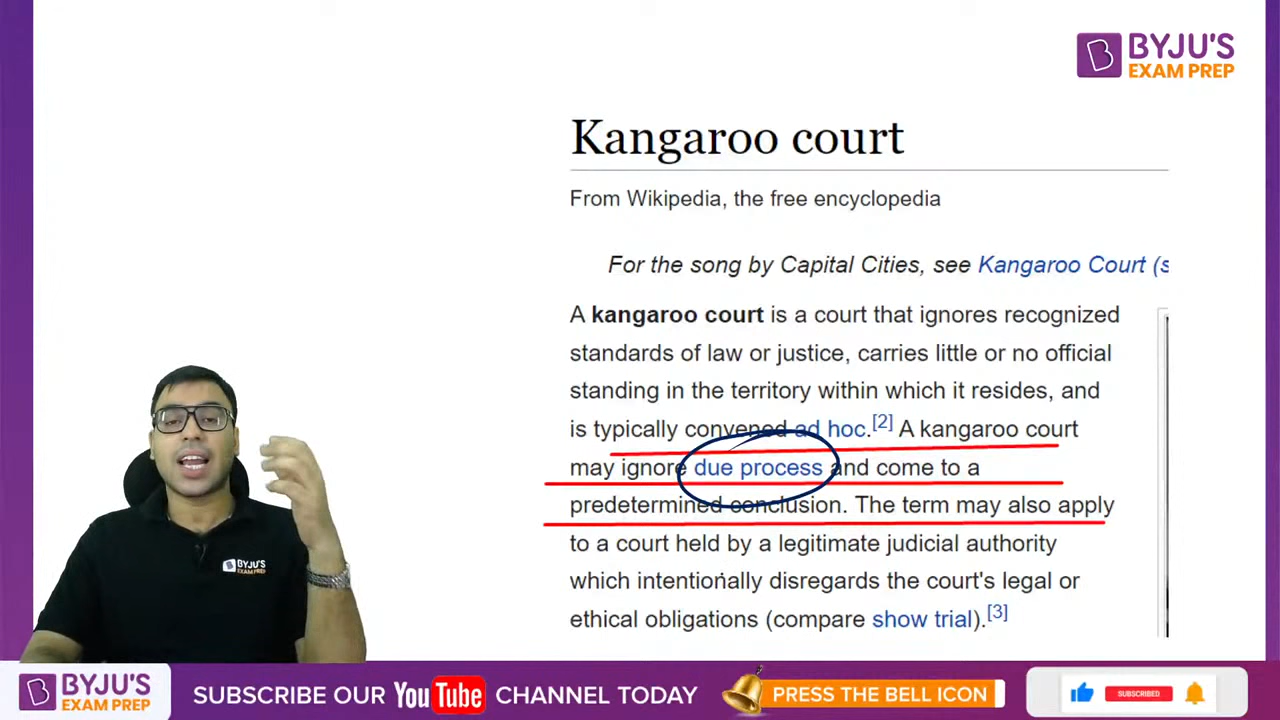 BYJU'S
EXAM PREP
Kangaroo court
From Wikipedia, the free encyclopedia
For the song by Capital Cities, see Kangaroo Court (s
A kangaroo court is a court that ignores recognized
standards of law or justice, carries little or no official
standing in the territory within which it resides, and
is typically convened ad hoc.[2] A kangaroo court
may ignore due process and come to a
predetermined conclusion. The term may also apply
to a court held by a legitimate judicial authority
which intentionally disregards the court's legal or
ethical obligations (compare show trial).[3]
BYJU'S
EXAM PREP
BYJU'S
EXAM PREP
SUBSCRIBE OUR YouTube CHANNEL TODAY
PRESS THE BELL ICON
SUBSCRIBED